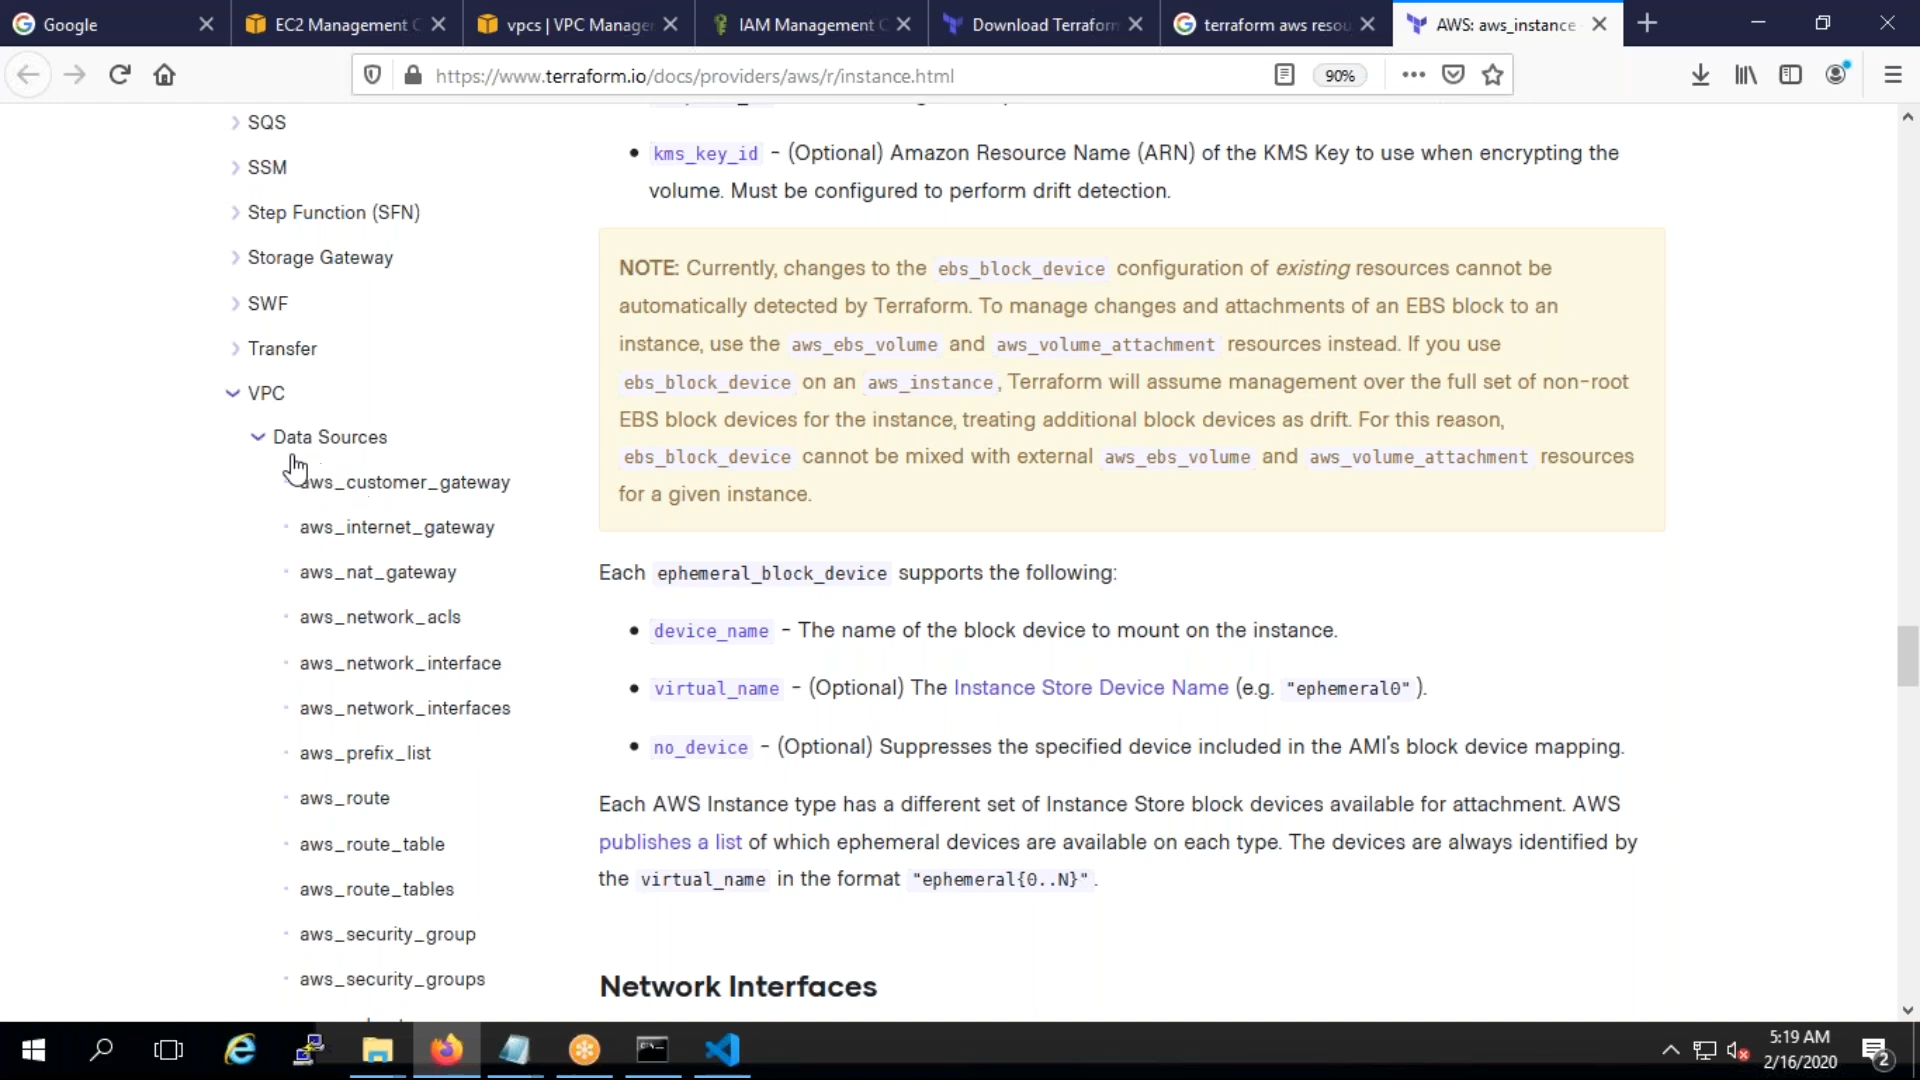 Google
EC2 Management C
vpcs | VPC Manage
IAM Management C
Download Terraform
terraform aws resou
AWS: aws_instance
https://www.terraform.io/docs/providers/aws/r/instance.html
90%
SQS
SSM
Step Function (SFN)
Storage Gateway
SWF
Transfer
VPC
Data Sources
aws_customer_gateway
aws_internet_gateway
aws_nat_gateway
aws_network_acls
aws_network_interface
aws_network_interfaces
aws_prefix_list
aws_route
aws_route_table
aws_route_tables
aws_security_group
aws_security_groups
kms_key_id - (Optional) Amazon Resource Name (ARN) of the KMS Key to use when encrypting the
volume. Must be configured to perform drift detection.
NOTE: Currently, changes to the ebs_block_device configuration of existing resources cannot be
automatically detected by Terraform. To manage changes and attachments of an EBS block to an
instance, use the aws_ebs_volume and aws_volume_attachment resources instead. If you use
ebs_block_device on an aws_instance, Terraform will assume management over the full set of non-root
EBS block devices for the instance, treating additional block devices as drift. For this reason,
ebs_block_device cannot be mixed with external aws_ebs_volume and aws_volume_attachment resources
for a given instance.
Each ephemeral_block_device supports the following:
device_name - The name of the block device to mount on the instance.
virtual_name - (Optional) The Instance Store Device Name (e.g. "ephemeral0").
no_device - (Optional) Suppresses the specified device included in the AMI's block device mapping.
Each AWS Instance type has a different set of Instance Store block devices available for attachment. AWS
publishes a list of which ephemeral devices are available on each type. The devices are always identified by
the virtual_name in the format "ephemeral{0..N}".
Network Interfaces
5:19 AM
2/16/2020
2